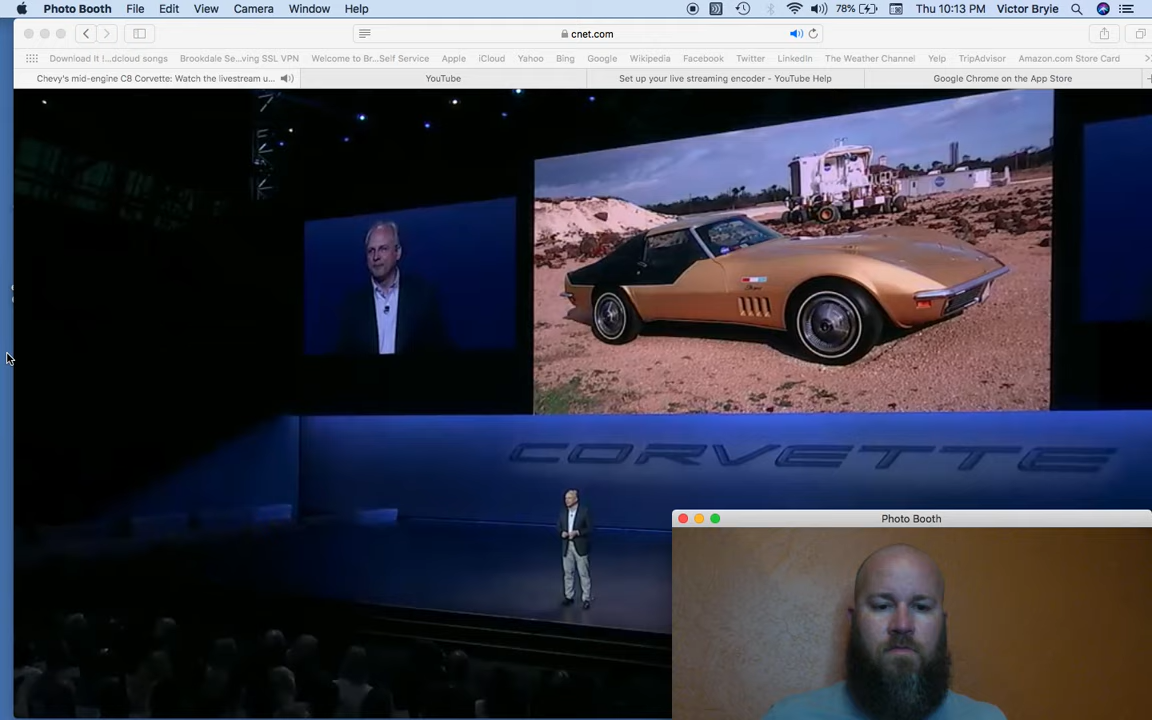 Photo Booth File Edit View Camera Window Help 78% Thu 10:13 PM Victor Bryie
cnet.com
Download It !...dcloud songs Brookdale Se...ving SSL VPN Welcome to Br...Self Service Apple iCloud Yahoo Bing Google Wikipedia Facebook Twitter LinkedIn The Weather Channel Yelp TripAdvisor Amazon.com Store Card
Chevy's mid-engine C8 Corvette: Watch the livestream u... YouTube Set up your live streaming encoder - YouTube Help Google Chrome on the App Store
CORVETTE
Photo Booth